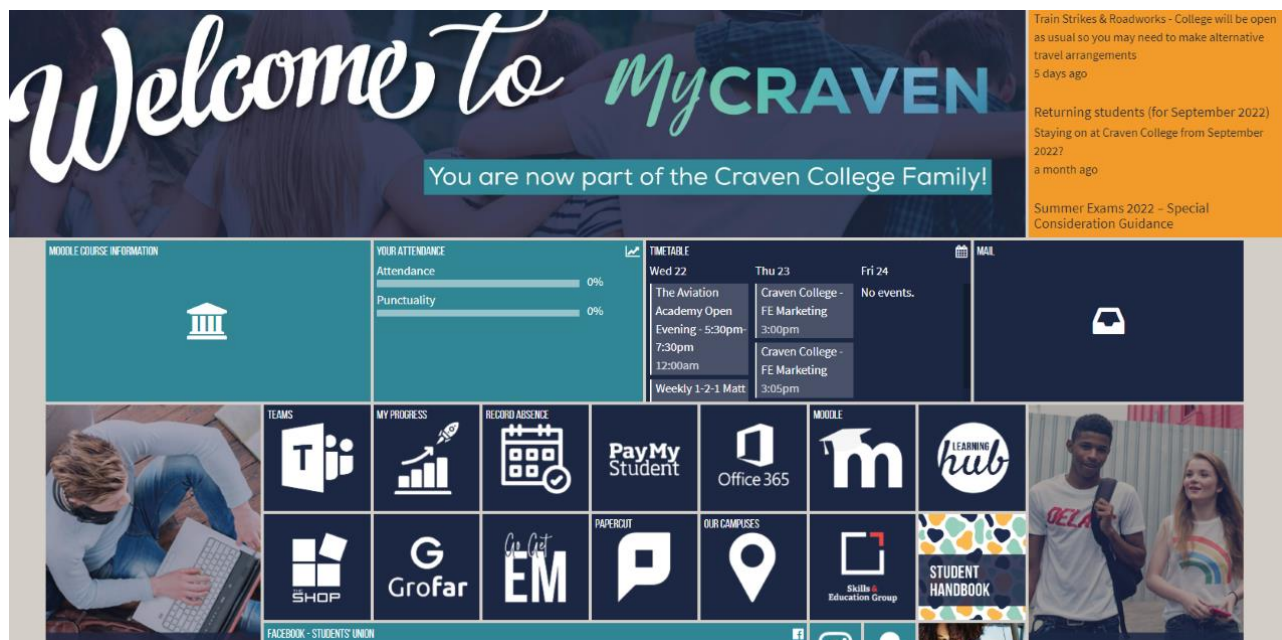 Welcome to MyCRAVEN
You are now part of the Craven College Family!
Train Strikes & Roadworks - College will be open
as usual so you may need to make alternative
travel arrangements
5 days ago
Returning students (for September 2022)
Staying on at Craven College from September
2022?
a month ago
Summer Exams 2022 – Special
Consideration Guidance
MOODLE COURSE INFORMATION
YOUR ATTENDANCE
Attendance
0%
Punctuality
0%
TIMETABLE
Wed 22
The Aviation
Academy Open
Evening - 5:30pm-
7:30pm
12:00am
Weekly 1-2-1 Matt
Thu 23
Craven College -
FE Marketing
3:00pm
Craven College -
FE Marketing
3:05pm
Fri 24
No events.
MAIL
TEAMS
T
MY PROGRESS
RECORD ABSENCE
PayMy
Student
Office 365
MOODLE
m
LEARNING
hub
THE
SHOP
G
Grofar
Go Get
EM
PAPERCUT
OUR CAMPUSES
Skills &
Education Group
STUDENT
HANDBOOK
DELA
FACEBOOK - STUDENTS' UNION